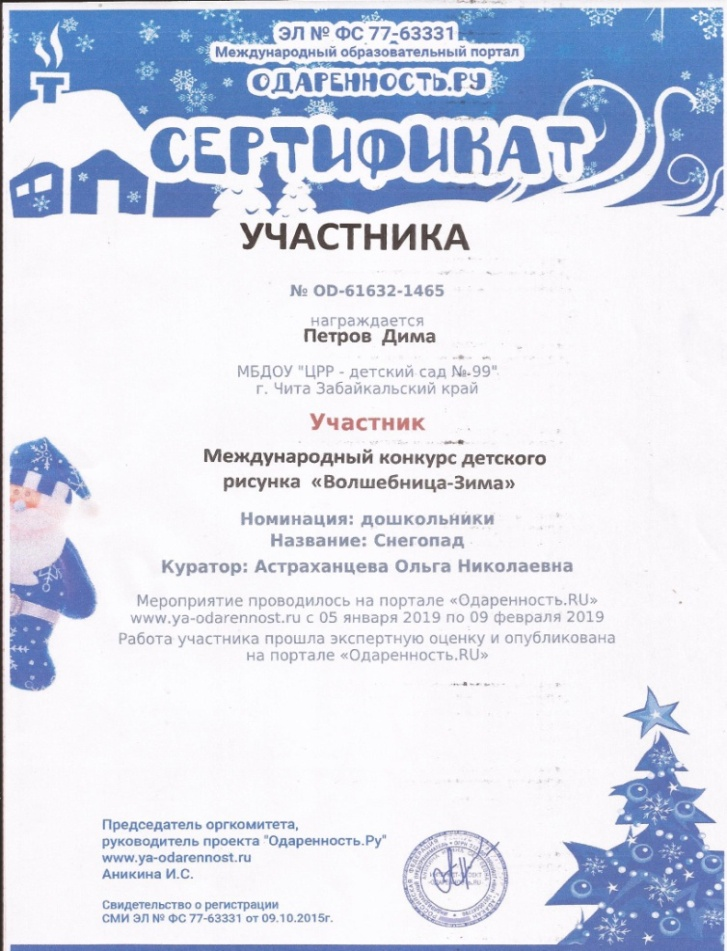 ЭЛ № ФС 77-63331
Международный образовательный портал
ОДАРЕННОСТЬ.РУ
СЕРТИФИКАТ
УЧАСТНИКА
№ OD-61632-1465
награждается
Петров Дима
МБДОУ "ЦРР - детский сад № 99"
г. Чита Забайкальский край
Участник
Международный конкурс детского
рисунка «Волшебница-Зима»
Номинация: дошкольники
Название: Снегопад
Куратор: Астраханцева Ольга Николаевна
Мероприятие проводилось на портале «Одаренность.RU»
www.ya-odarennost.ru с 05 января 2019 по 09 февраля 2019
Работа участника прошла экспертную оценку и опубликована
на портале «Одаренность.RU»
Председатель оргкомитета,
руководитель проекта "Одаренность.Ру"
www.ya-odarennost.ru
Аникина И.С.
Свидетельство о регистрации
СМИ ЭЛ № ФС 77-63331 от 09.10.2015г.